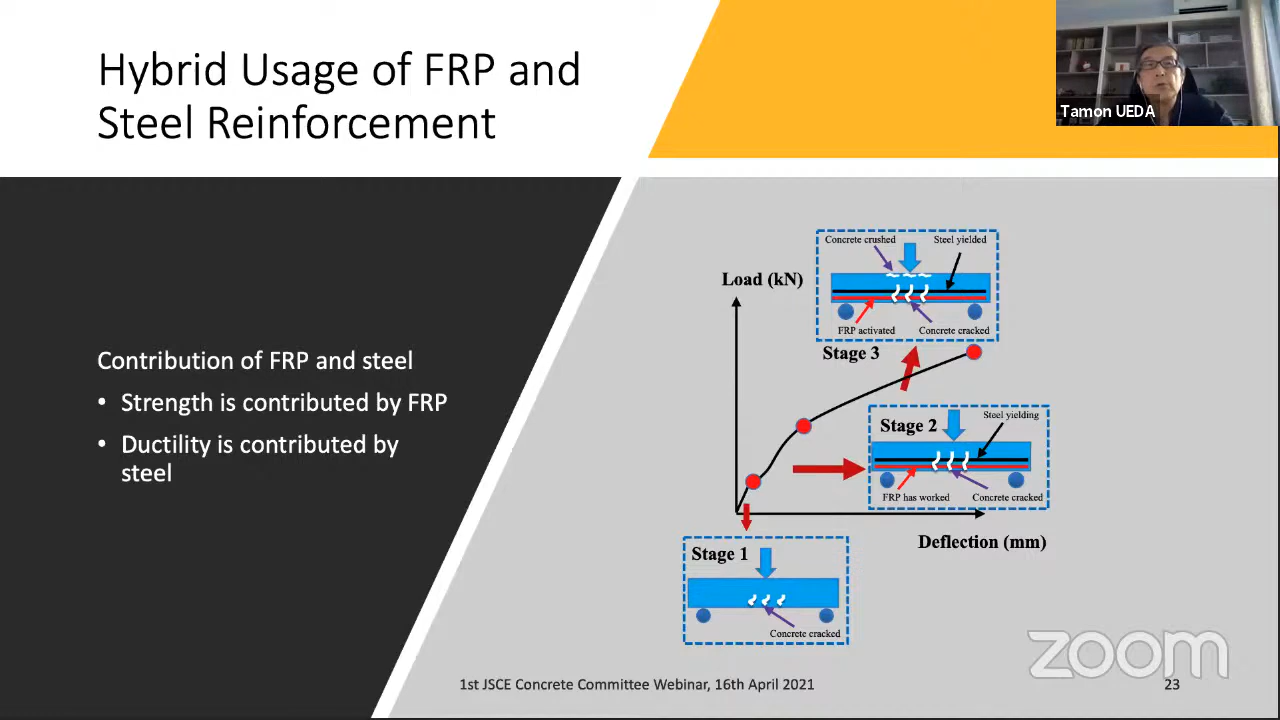 Hybrid Usage of FRP and
Steel Reinforcement
Tamon UEDA
Contribution of FRP and steel
• Strength is contributed by FRP
• Ductility is contributed by
steel
Load (kN)
Concrete crushed
Steel yielded
FRP activated
Concrete cracked
Stage 3
Stage 2
Steel yielding
FRP has worked
Concrete cracked
Deflection (mm)
Stage 1
Concrete cracked
zoom
1st JSCE Concrete Committee Webinar, 16th April 2021
23